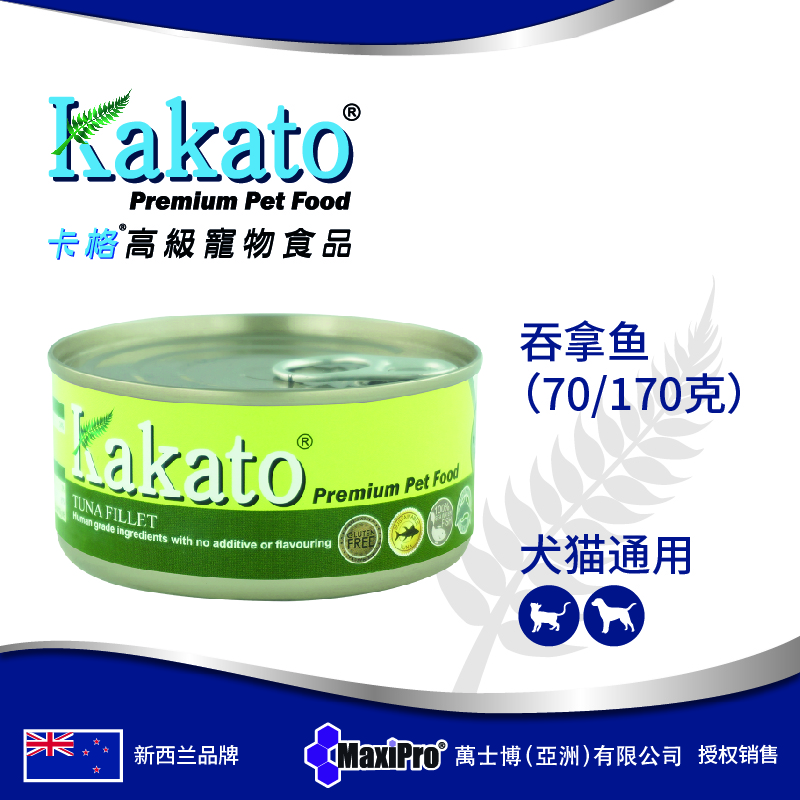 Kakato®
Premium Pet Food
卡格®高級寵物食品
吞拿鱼
（70/170克）
Kakato®
Premium Pet Food
TUNA FILLET
Human grade ingredients with no additive or flavouring
GLUTEN
FREE
100%
犬猫通用
新西兰品牌
MaxiPro®
萬士博（亞洲）有限公司
授权销售